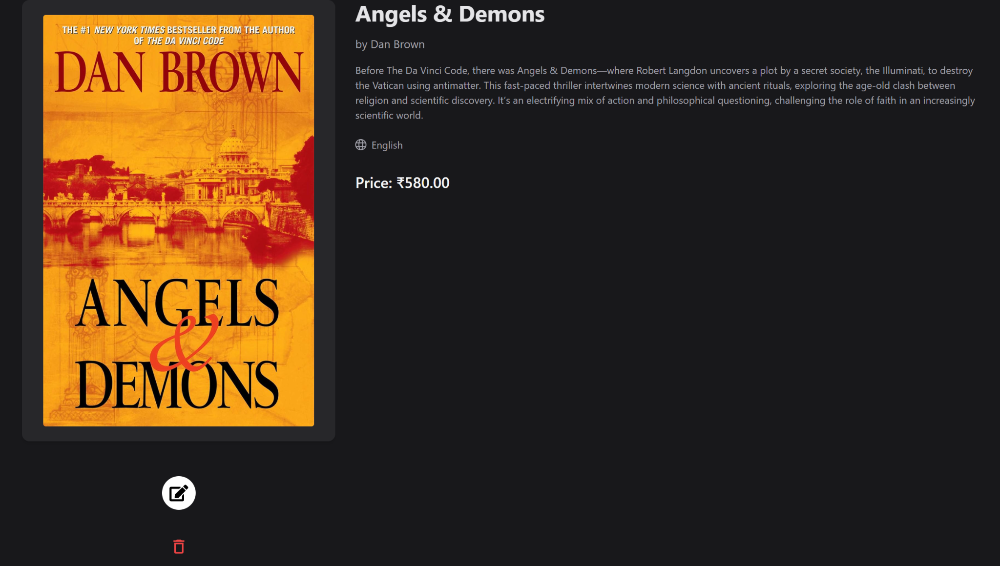 THE #1 NEW YORK TIMES BESTSELLER FROM THE AUTHOR
OF THE DA VINCI CODE
DAN BROWN
ANGELS
&
DEMONS
Angels & Demons
by Dan Brown
Before The Da Vinci Code, there was Angels & Demons—where Robert Langdon uncovers a plot by a secret society, the Illuminati, to destroy
the Vatican using antimatter. This fast-paced thriller intertwines modern science with ancient rituals, exploring the age-old clash between
religion and scientific discovery. It’s an electrifying mix of action and philosophical questioning, challenging the role of faith in an increasingly
scientific world.
English
Price: ₹580.00